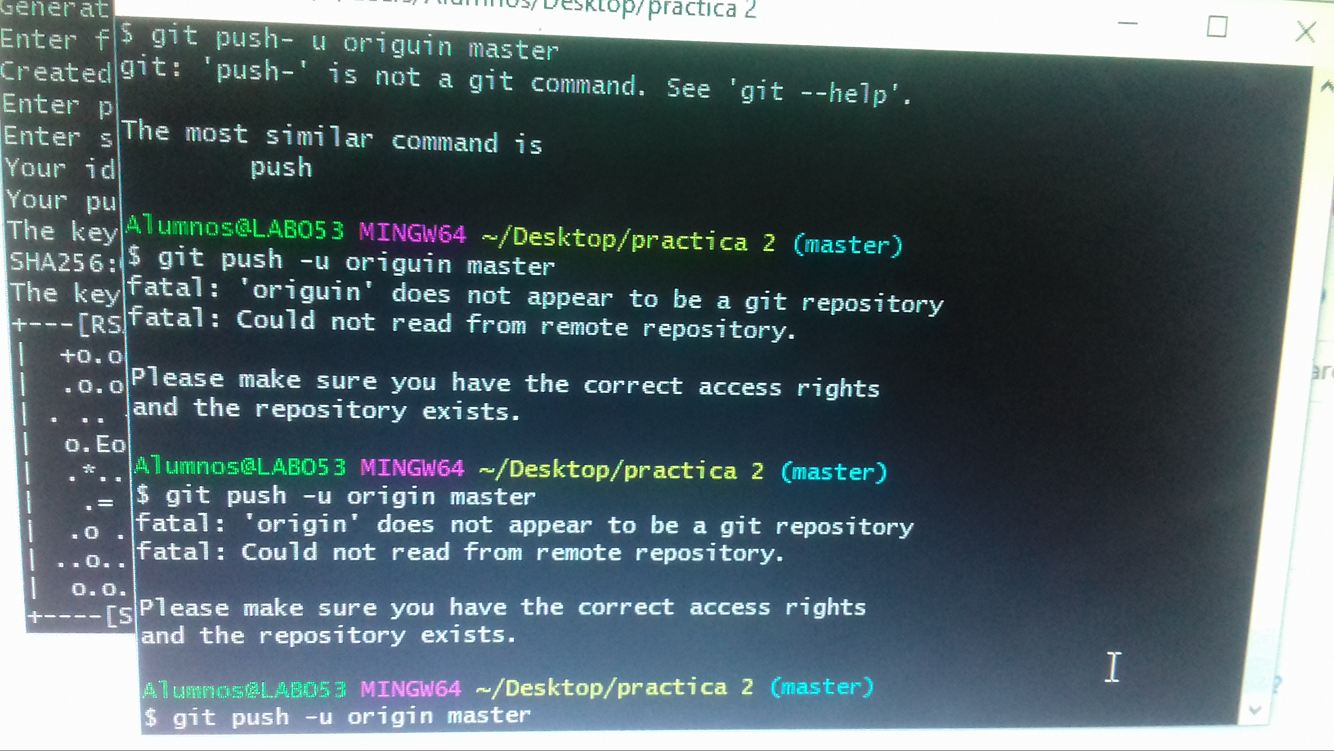 Desktop/practica 2
Generat
Enter f
Created
Enter p
Enter s
Your id
Your pu
The key
SHA256:
The key
+---[RS
| +o.o
| .o.o
| . ..
| o.Eo
| .*..
| .=
| .o .
| ..o..
| o.o.
+----[S
$ git push- u origuin master
git: 'push-' is not a git command. See 'git --help'.
The most similar command is
push
Alumnos@LABO53 MINGW64 ~/Desktop/practica 2 (master)
$ git push -u origuin master
fatal: 'origuin' does not appear to be a git repository
fatal: Could not read from remote repository.
Please make sure you have the correct access rights
and the repository exists.
Alumnos@LABO53 MINGW64 ~/Desktop/practica 2 (master)
$ git push -u origin master
fatal: 'origin' does not appear to be a git repository
fatal: Could not read from remote repository.
Please make sure you have the correct access rights
and the repository exists.
Alumnos@LABO53 MINGW64 ~/Desktop/practica 2 (master)
$ git push -u origin master